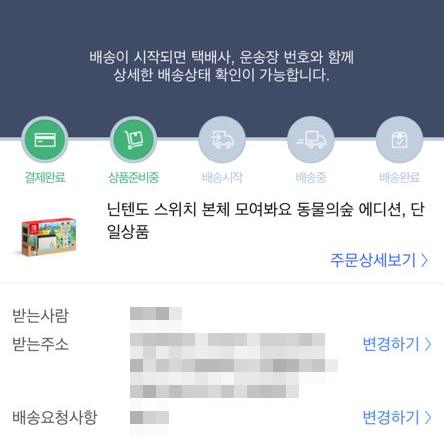 배송이 시작되면 택배사, 운송장 번호와 함께
상세한 배송상태 확인이 가능합니다.
결제완료
상품준비중
배송시작
배송중
배송완료
닌텐도 스위치 본체 모여봐요 동물의숲 에디션, 단
일상품
주문상세보기 〉
받는사람
받는주소
변경하기 〉
배송요청사항
변경하기 〉